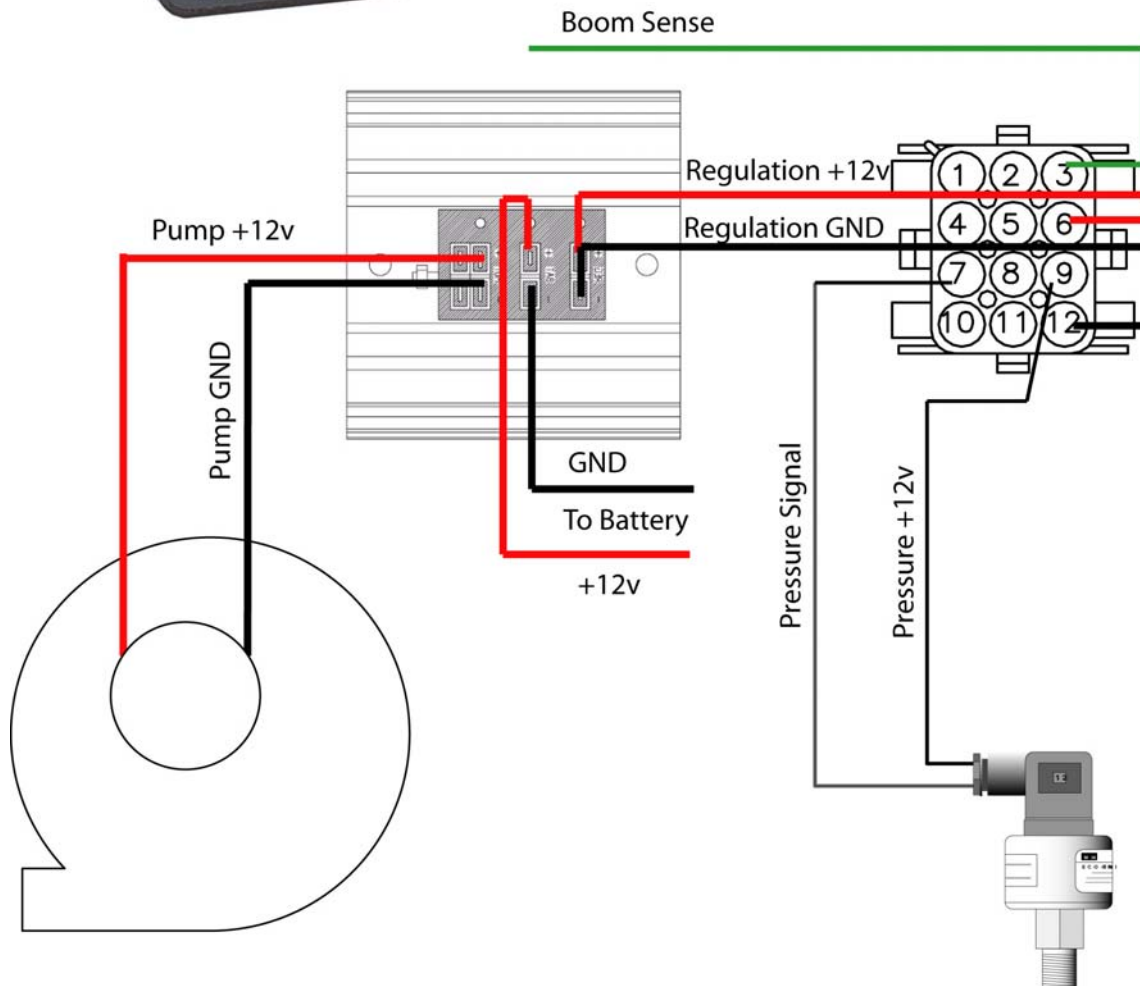 Boom Sense
Regulation +12v
1 2 3
Pump +12v
Regulation GND
4 5 6
7 8 9
10 11 12
Pump GND
GND
To Battery
+12v
Pressure Signal
Pressure +12v